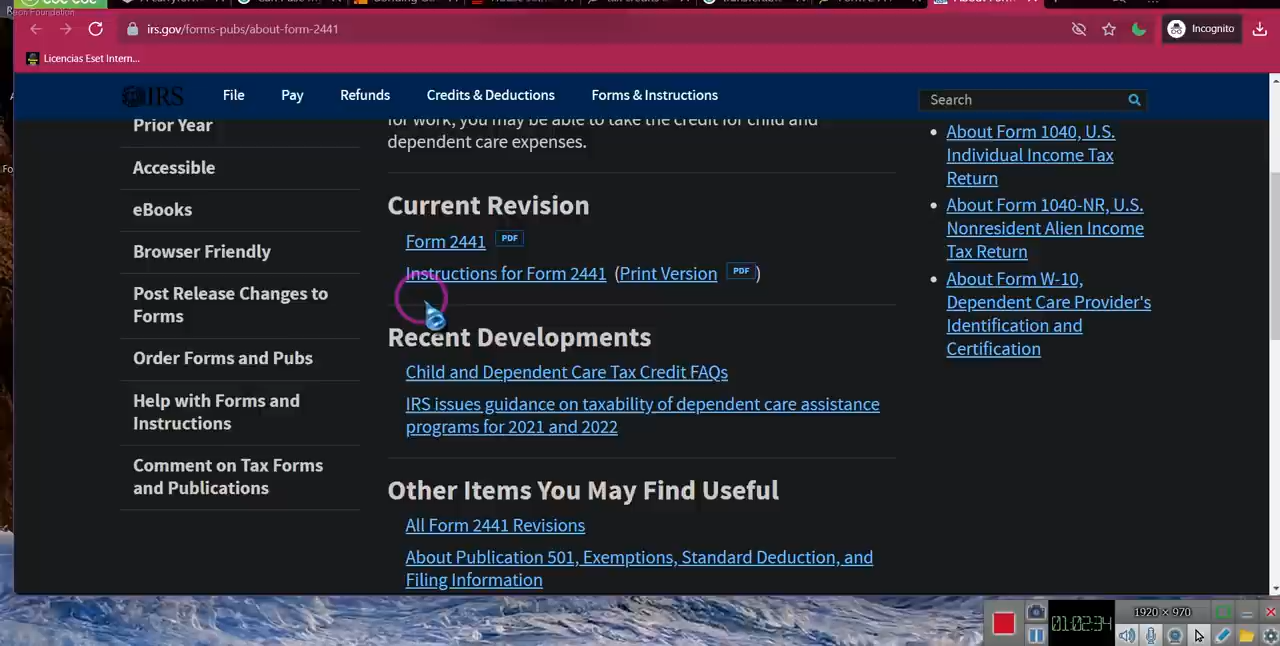 Baan Foundation
irs.gov/forms-pubs/about-form-2441
Incognito
Licencias Eset Intern...
IRS
File
Pay
Refunds
Credits & Deductions
Forms & Instructions
Search
Prior Year
Accessible
eBooks
Browser Friendly
Post Release Changes to
Forms
Order Forms and Pubs
Help with Forms and
Instructions
Comment on Tax Forms
and Publications
for work, you may be able to take the credit for child and
dependent care expenses.
Current Revision
Form 2441 PDF
Instructions for Form 2441 (Print Version PDF)
Recent Developments
Child and Dependent Care Tax Credit FAQs
IRS issues guidance on taxability of dependent care assistance
programs for 2021 and 2022
Other Items You May Find Useful
All Form 2441 Revisions
About Publication 501, Exemptions, Standard Deduction, and
Filing Information
About Form 1040, U.S.
Individual Income Tax
Return
About Form 1040-NR, U.S.
Nonresident Alien Income
Tax Return
About Form W-10,
Dependent Care Provider's
Identification and
Certification
01:02:34
1920 × 970